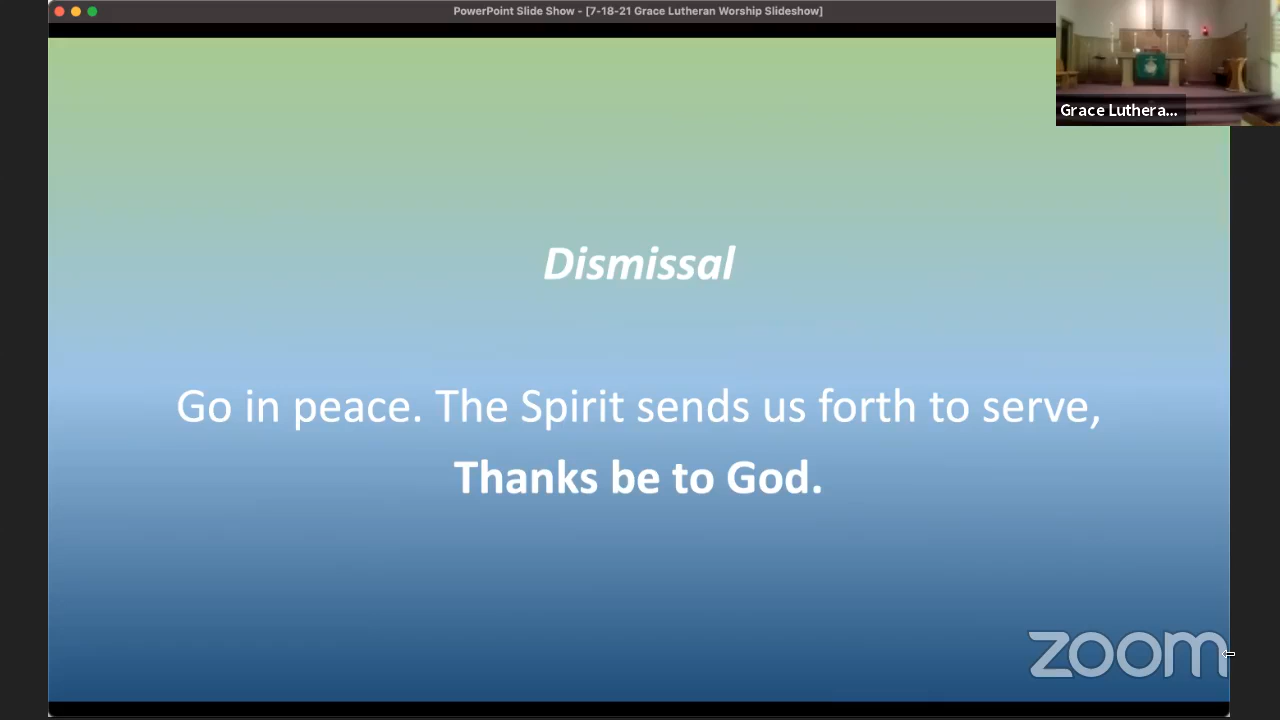 PowerPoint Slide Show - [7-18-21 Grace Lutheran Worship Slideshow]
Grace Luthera...
Dismissal
Go in peace. The Spirit sends us forth to serve,
Thanks be to God.
zoom